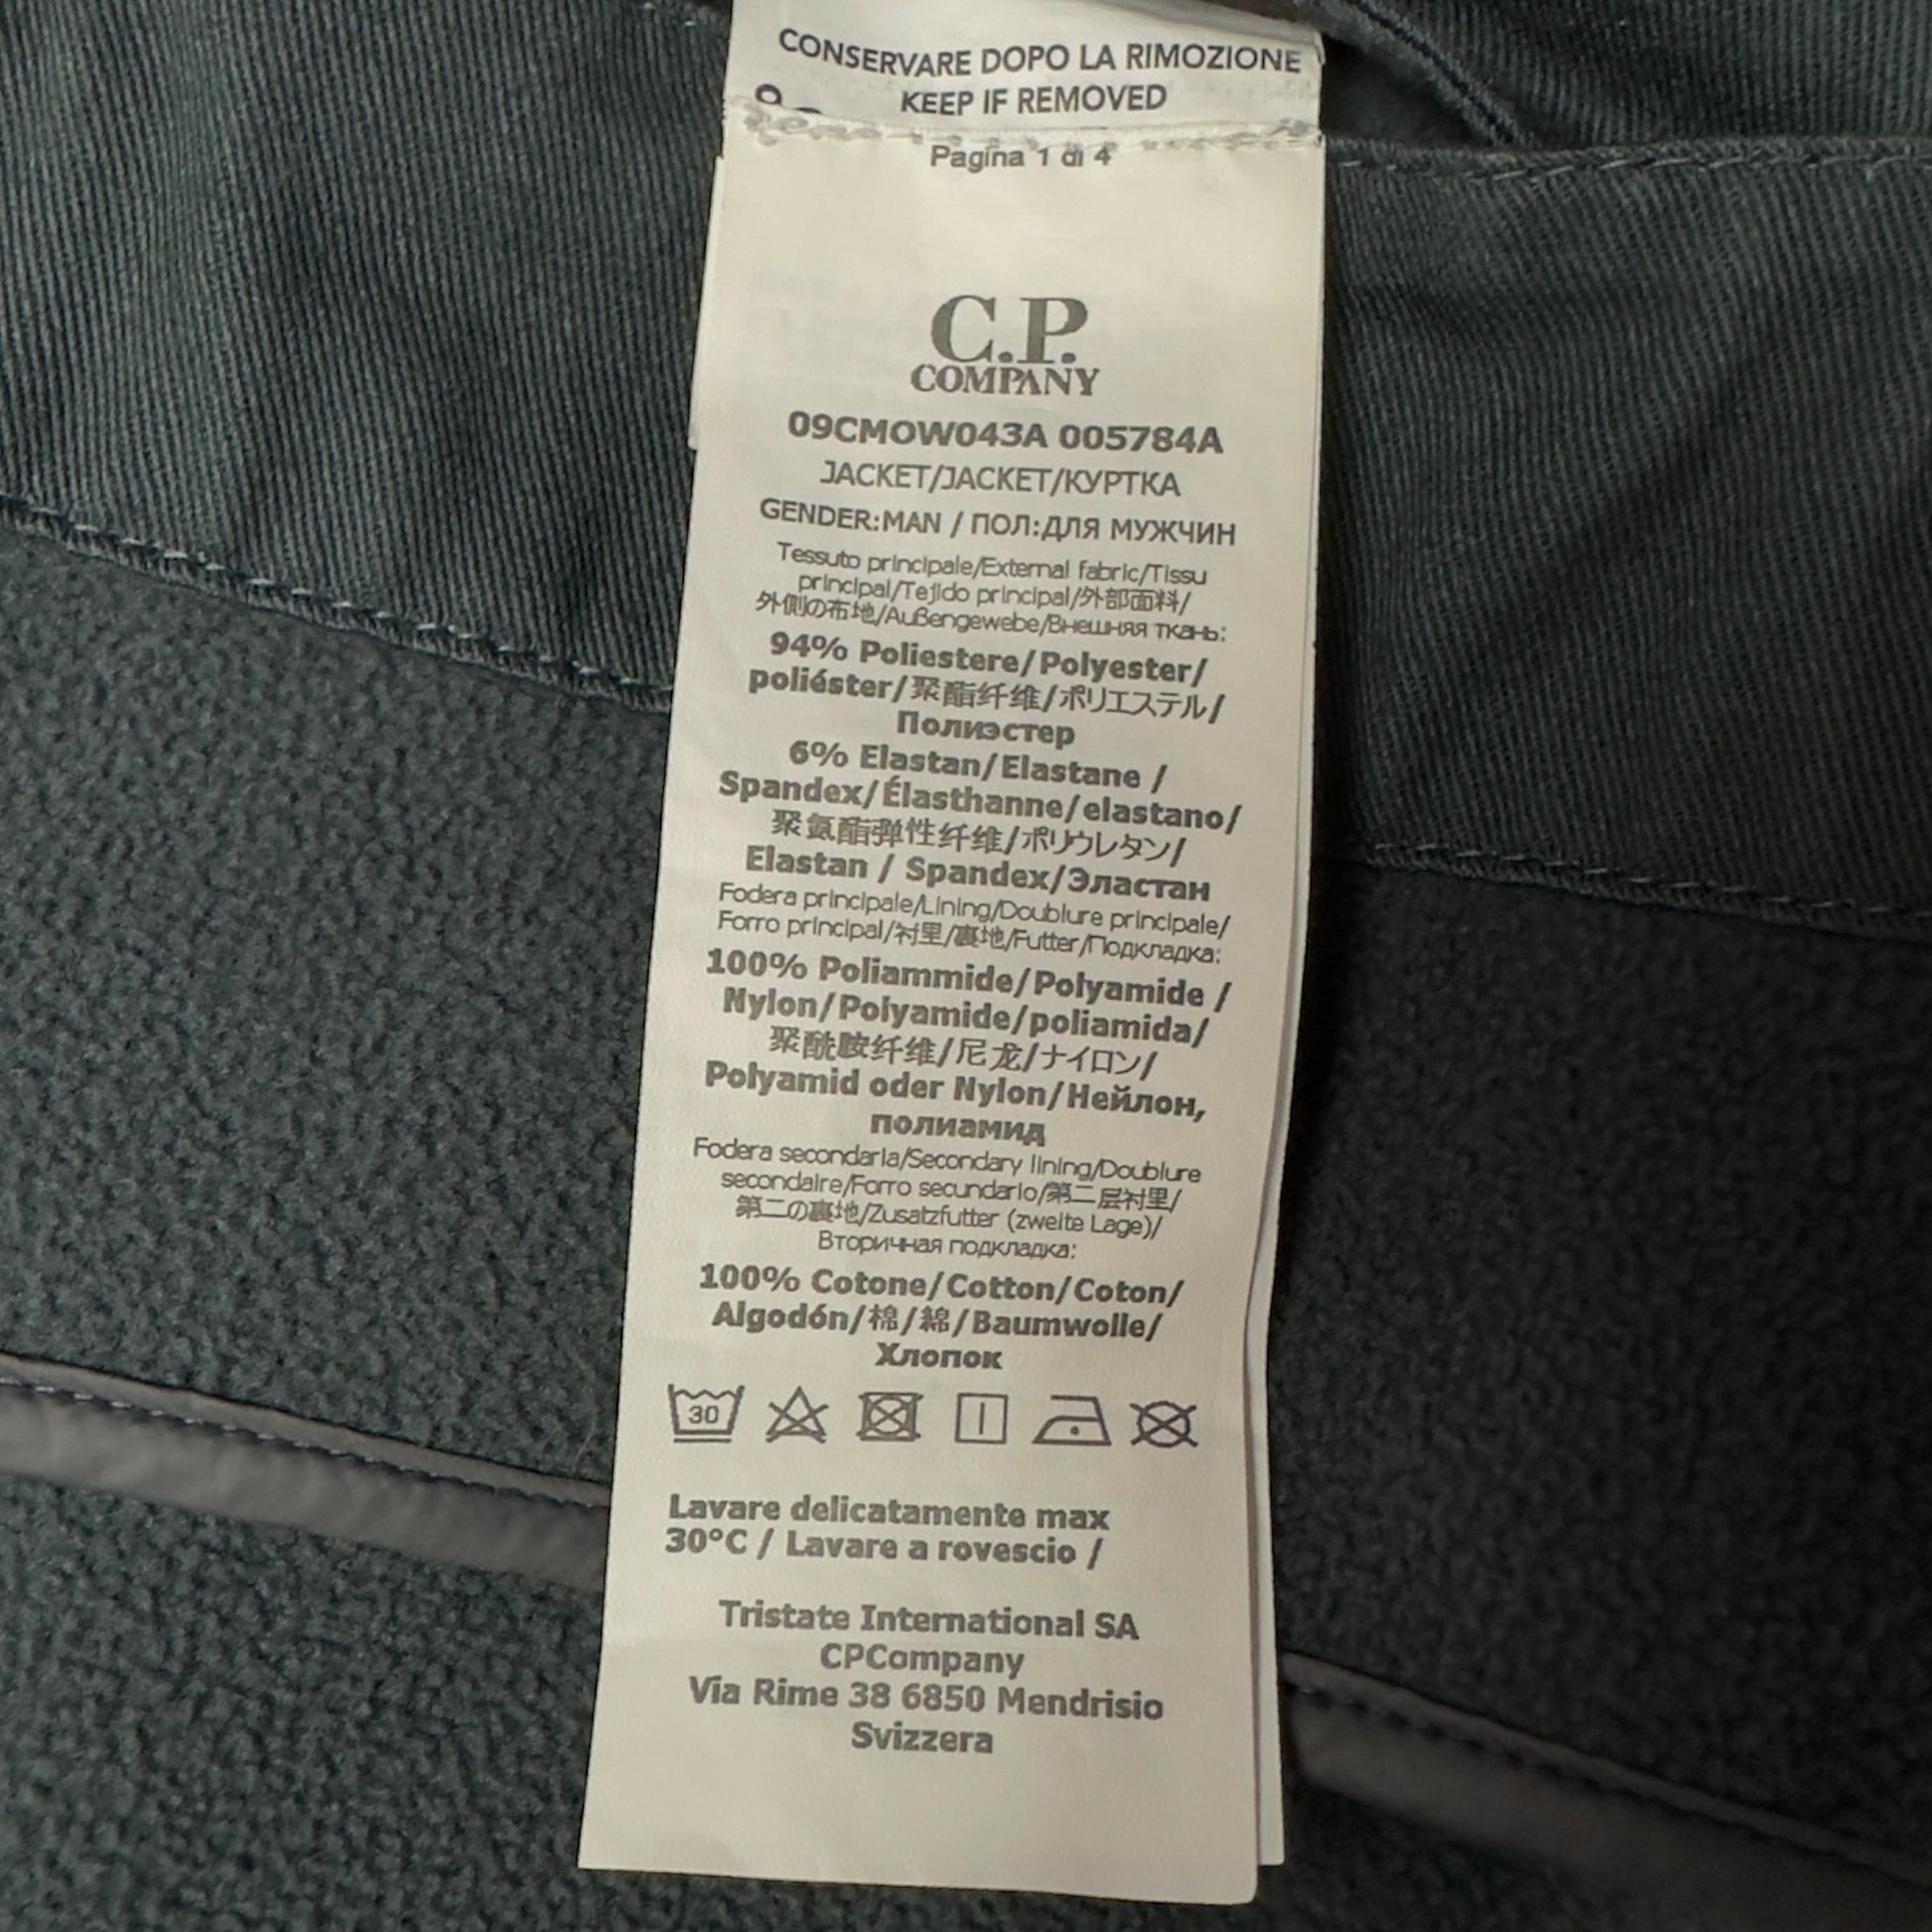 CONSERVARE DOPO LA RIMOZIONE
KEEP IF REMOVED
Pagina 1 di 4
C.P.
COMPANY
09CMOW043A 005784A
JACKET/JACKET/КУРТКА
GENDER:MAN / ПОЛ:ДЛЯ МУЖЧИН
Tessuto principale/External fabric/Tissu
principal/Tejido principal/外部面料/
外側の布地/Außengewebe/Внешняя ткань:
94% Poliestere/Polyester/
poliéster/聚酯纤维/ポリエステル/
Полиэстер
6% Elastan/Elastane /
Spandex/Élasthanne/elastano/
聚氨酯弹性纤维/ポリウレタン/
Elastan / Spandex/Эластан
Fodera principale/Lining/Doublure principale/
Forro principal/衬里/裏地/Futter/Подкладка:
100% Poliammide/Polyamide /
Nylon/Polyamide/poliamida/
聚酰胺纤维/尼龙/ナイロン/
Polyamid oder Nylon/Нейлон,
полиамид
Fodera secondaria/Secondary lining/Doublure
secondaire/Forro secundario/第二层衬里/
第二の裏地/Zusatzfutter (zweite Lage)/
Вторичная подкладка:
100% Cotone/Cotton/Coton/
Algodón/棉/綿/Baumwolle/
Хлопок
30
Lavare delicatamente max
30°C / Lavare a rovescio /
Tristate International SA
CPCompany
Via Rime 38 6850 Mendrisio
Svizzera